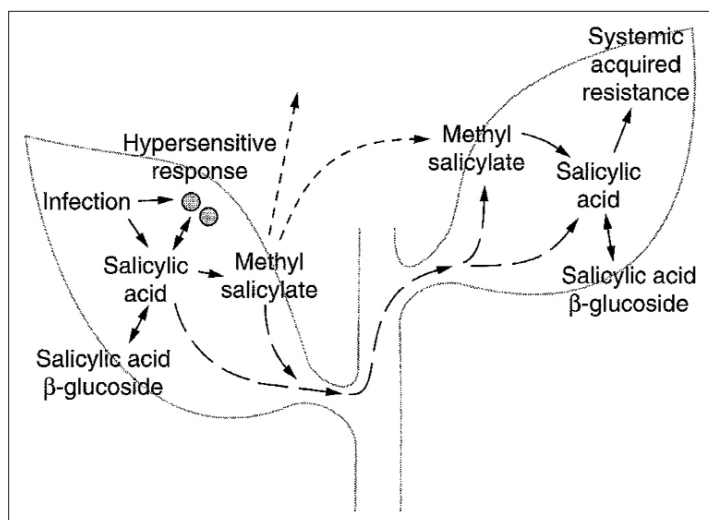 Systemic
acquired
resistance
Hypersensitive
response
Methyl
salicylate
Salicylic
acid
Infection
Salicylic
acid
Methyl
salicylate
Salicylic acid
β-glucoside
Salicylic acid
β-glucoside